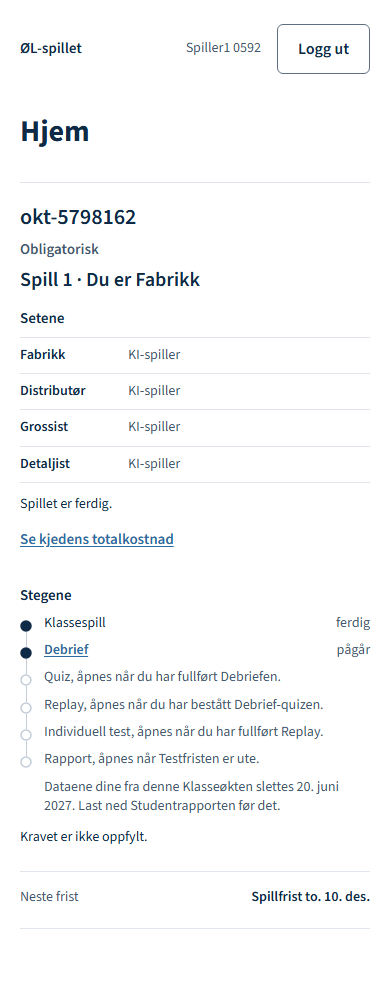 ØL-spillet
Spiller1 0592
Logg ut
Hjem
okt-5798162
Obligatorisk
Spill 1 · Du er Fabrikk
Setene
Fabrikk KI-spiller
Distributør KI-spiller
Grossist KI-spiller
Detaljist KI-spiller
Spillet er ferdig.
Se kjedens totalkostnad
Stegene
Klassespill ferdig
Debrief pågår
Quiz, åpnes når du har fullført Debriefen.
Replay, åpnes når du har bestått Debrief-quizen.
Individuell test, åpnes når du har fullført Replay.
Rapport, åpnes når Testfristen er ute.
Dataene dine fra denne Klasseøkten slettes 20. juni
2027. Last ned Studentrapporten før det.
Kravet er ikke oppfylt.
Neste frist Spillfrist to. 10. des.